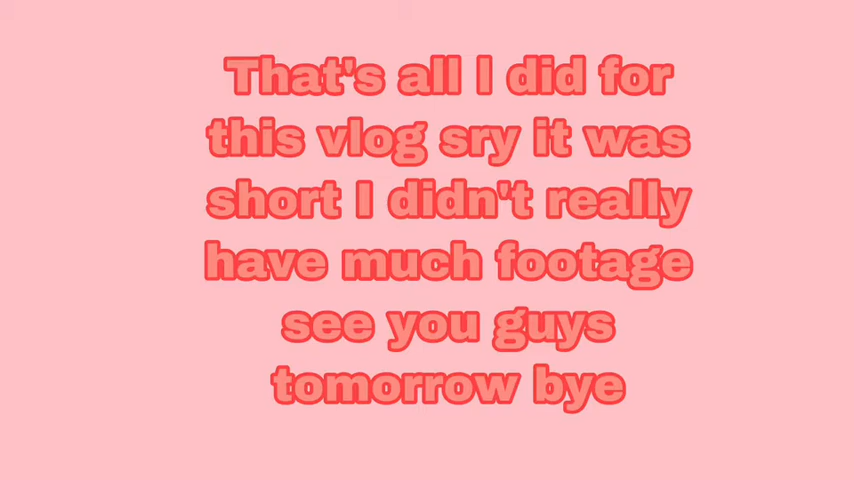 That's all I did for
this vlog sry it was
short I didn't really
have much footage
see you guys
tomorrow bye